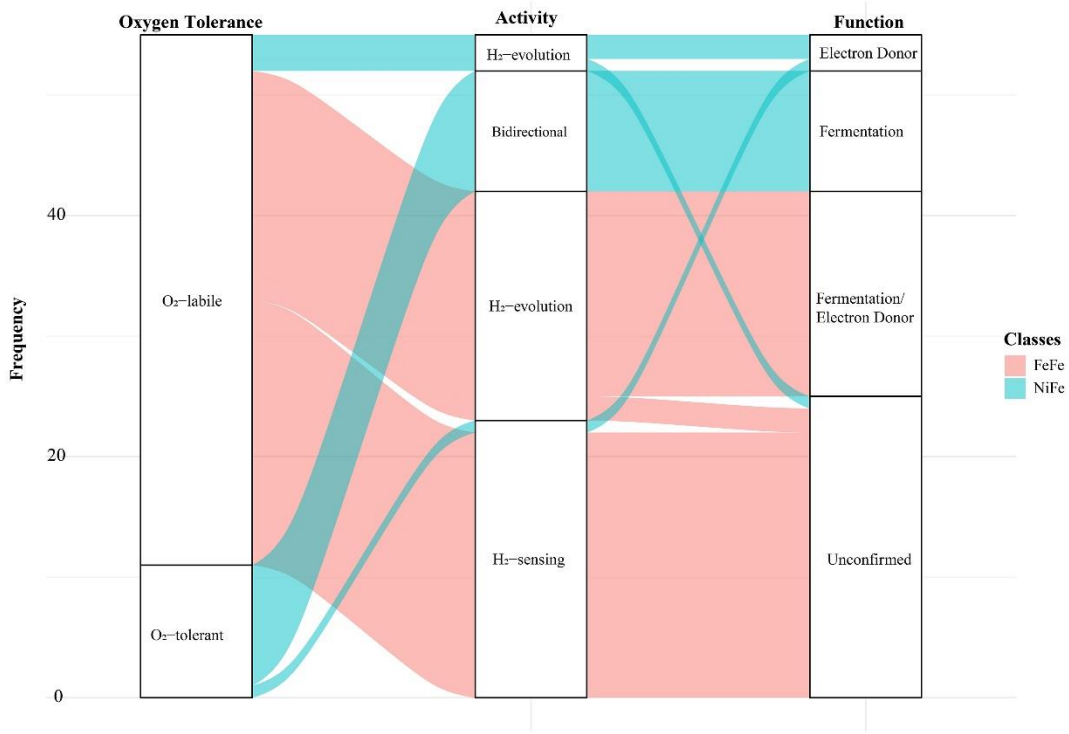 Oxygen Tolerance
Activity
Function
Frequency
40
20
0
O₂−labile
O₂−tolerant
H₂−evolution
Bidirectional
H₂−evolution
H₂−sensing
Electron Donor
Fermentation
Fermentation/
Electron Donor
Unconfirmed
Classes
FeFe
NiFe